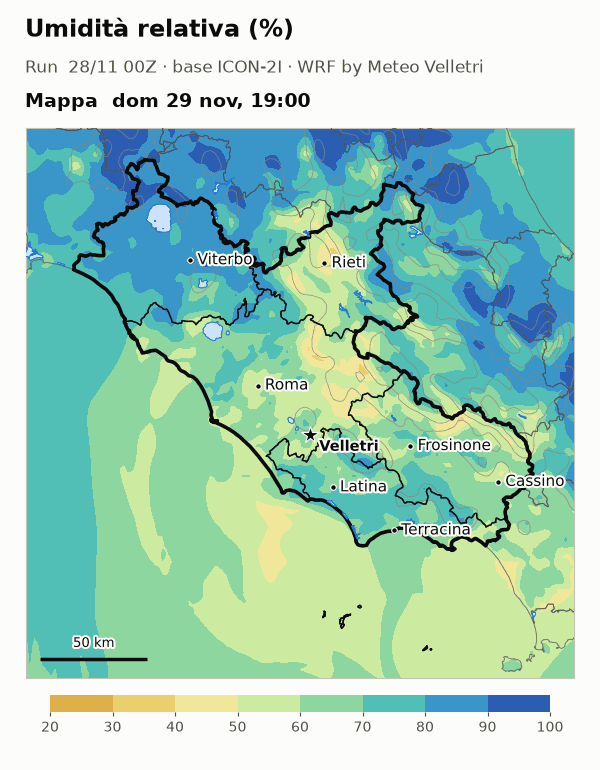 Umidità relativa (%)
Run  28/11 00Z · base ICON-2I · WRF by Meteo Velletri
Mappa  dom 29 nov, 19:00
Viterbo
Rieti
Roma
Velletri
Frosinone
Cassino
Latina
Terracina
50 km
20 30 40 50 60 70 80 90 100